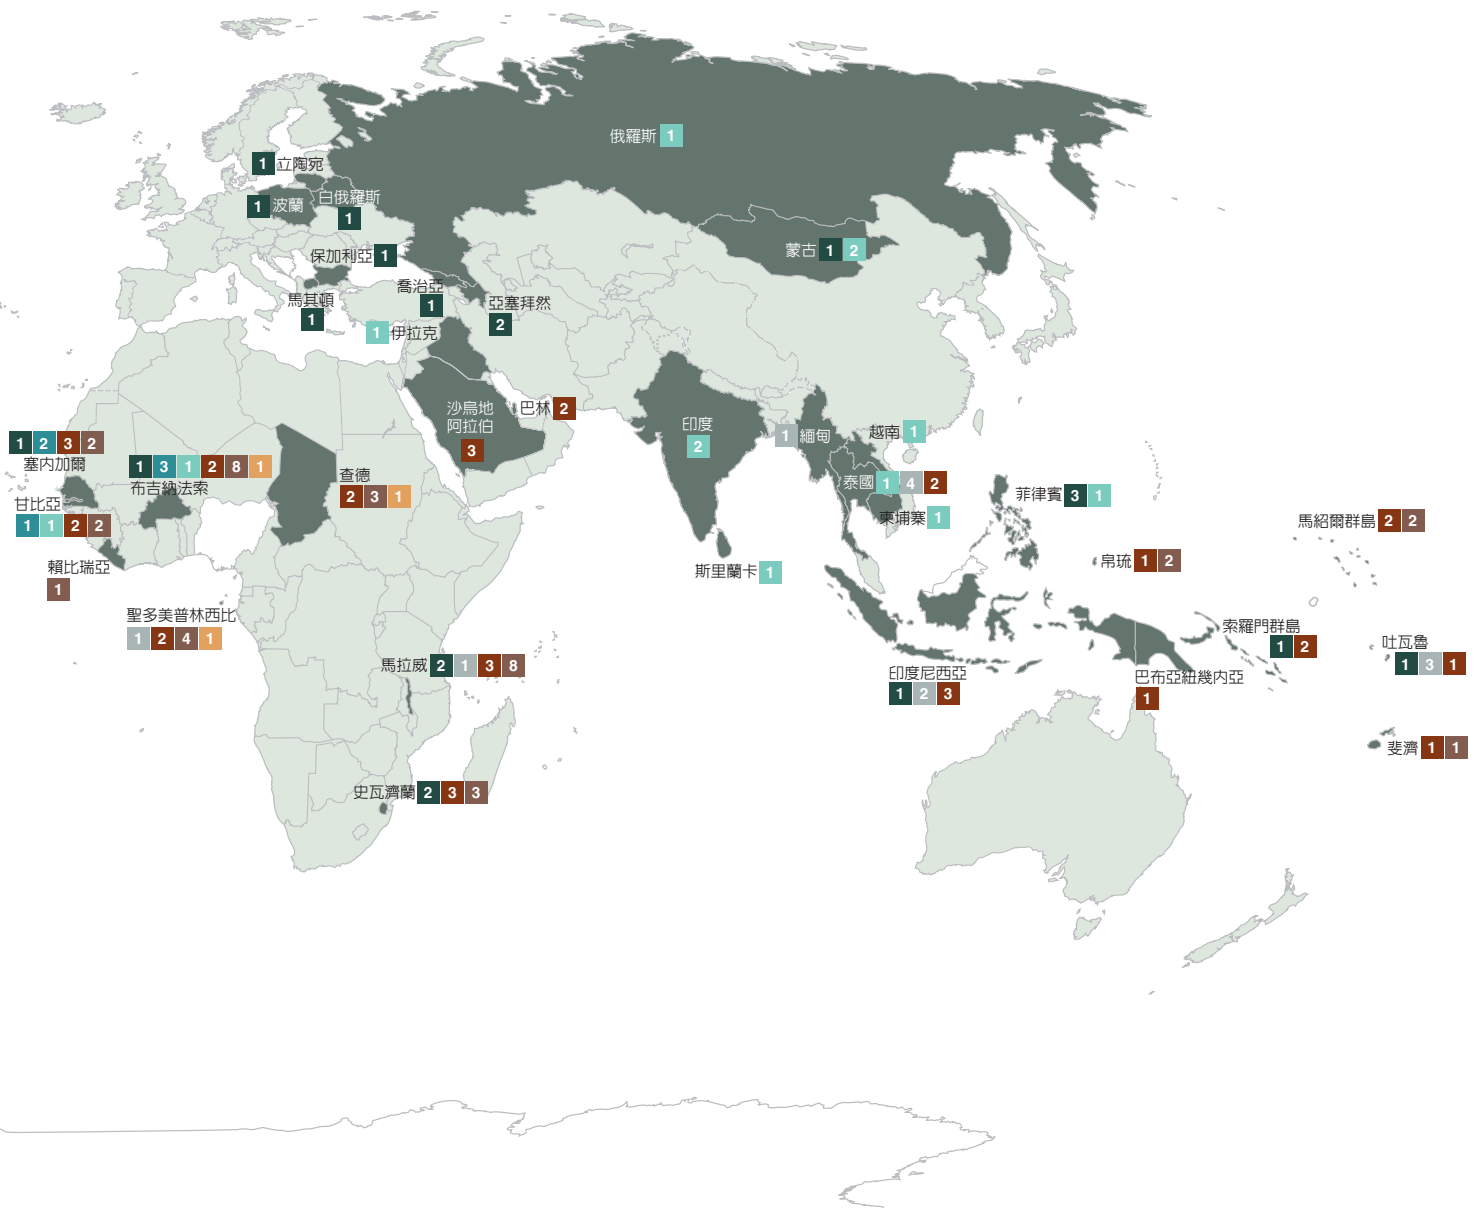 俄羅斯 1
1 立陶宛
1 波蘭
白俄羅斯
1
保加利亞 1
蒙古 1 2
喬治亞
1
馬其頓
1
亞塞拜然
2
1 伊拉克
沙烏地
阿拉伯
3
巴林 2
印度
2
1 緬甸
越南 1
泰國 1 4 2
柬埔寨 1
菲律賓 3 1
斯里蘭卡 1
1 2 3 2
塞內加爾
1 3 1 2 8 1
布吉納法索
查德
2 3 1
甘比亞
1 1 2 2
賴比瑞亞
1
聖多美普林西比
1 2 4 1
馬拉威 2 1 3 8
史瓦濟蘭 2 3 3
印度尼西亞
1 2 3
馬紹爾群島 2 2
帛琉 1 2
索羅門群島
1 2
吐瓦魯
1 3 1
巴布亞紐幾內亞
1
斐濟 1 1